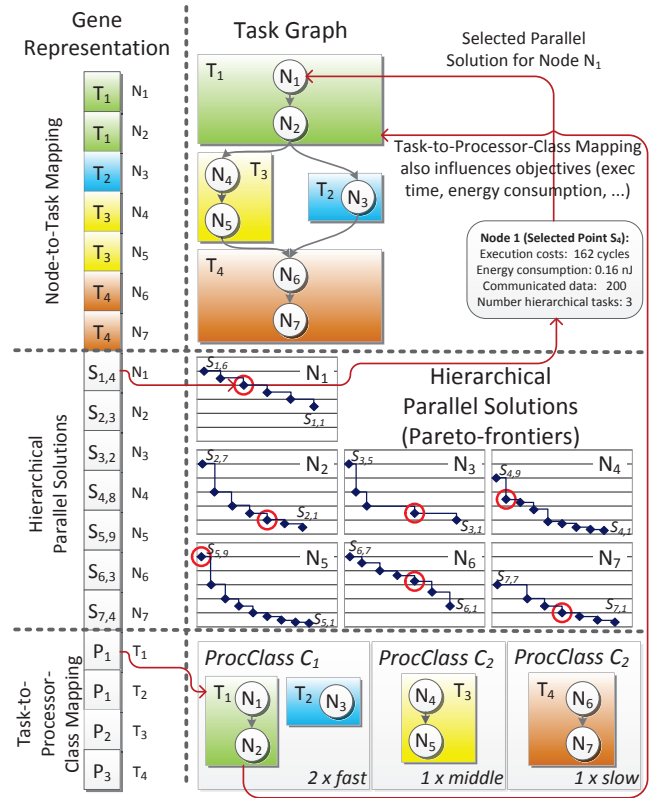 Gene
Representation
Task Graph
Selected Parallel
Solution for Node N1
Node-to-Task Mapping
T1 N1
T1 N2
T2 N3
T3 N4
T3 N5
T4 N6
T4 N7
T1
N1
N2
N4
T3
N5
T2
N3
T4
N6
N7
Task-to-Processor-Class Mapping
also influences objectives (exec
time, energy consumption, ...)
Node 1 (Selected Point S4):
Execution costs: 162 cycles
Energy consumption: 0.16 nJ
Communicated data: 200
Number hierarchical tasks: 3
Hierarchical
Parallel Solutions
S1,4 N1
S2,3 N2
S3,2 N3
S4,8 N4
S5,9 N5
S6,3 N6
S7,4 N7
S1,6 N1
S1,1
Hierarchical
Parallel Solutions
(Pareto-frontiers)
S2,7 N2
S2,1
S3,5 N3
S3,1
S4,9 N4
S4,1
S5,9
N5
S5,1
S6,7 N6
S6,1
N7
S7,7
S7,1
Task-to-
Processor-
Class Mapping
P1 T1
P1 T2
P2 T3
P3 T4
ProcClass C1
T1 N1
N2
T2 N3
2 x fast
ProcClass C2
N4 T3
N5
1 x middle
ProcClass C2
T4 N6
N7
1 x slow